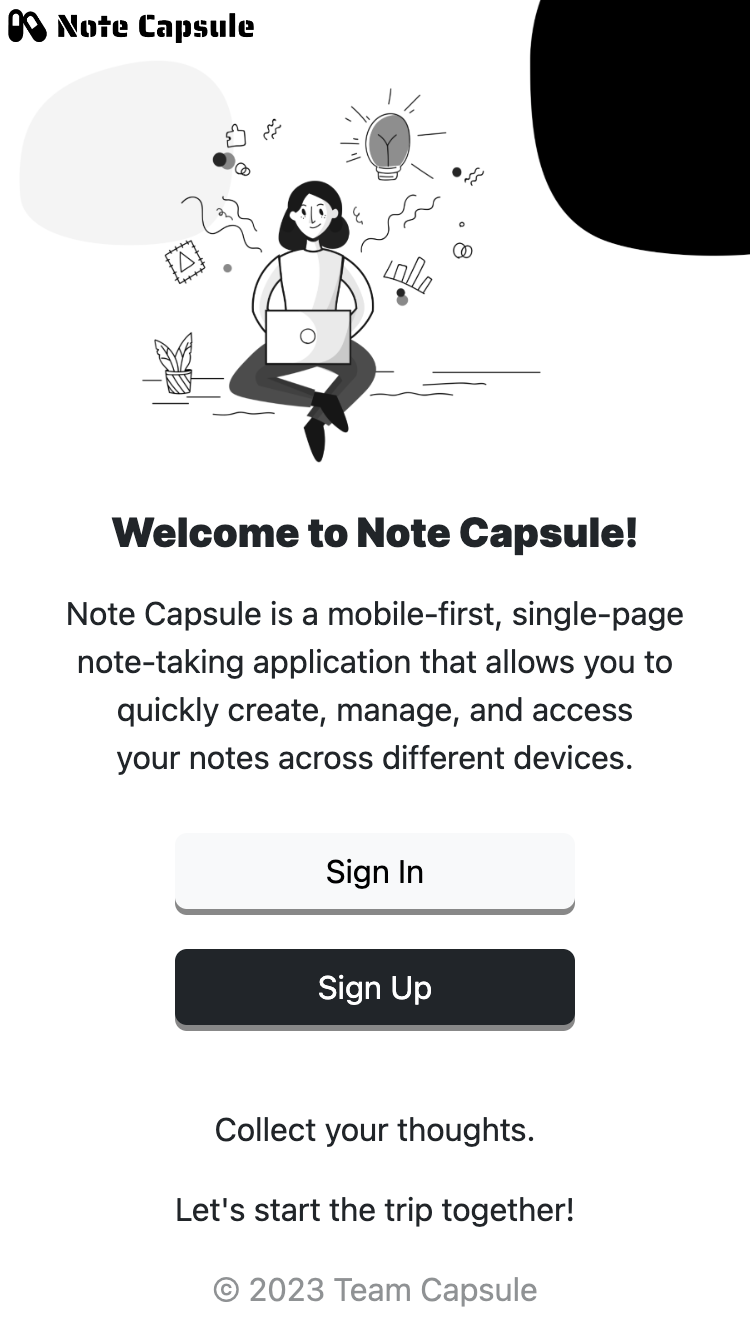 Note Capsule
Welcome to Note Capsule!
Note Capsule is a mobile-first, single-page
note-taking application that allows you to
quickly create, manage, and access
your notes across different devices.
Sign In
Sign Up
Collect your thoughts.
Let's start the trip together!
© 2023 Team Capsule